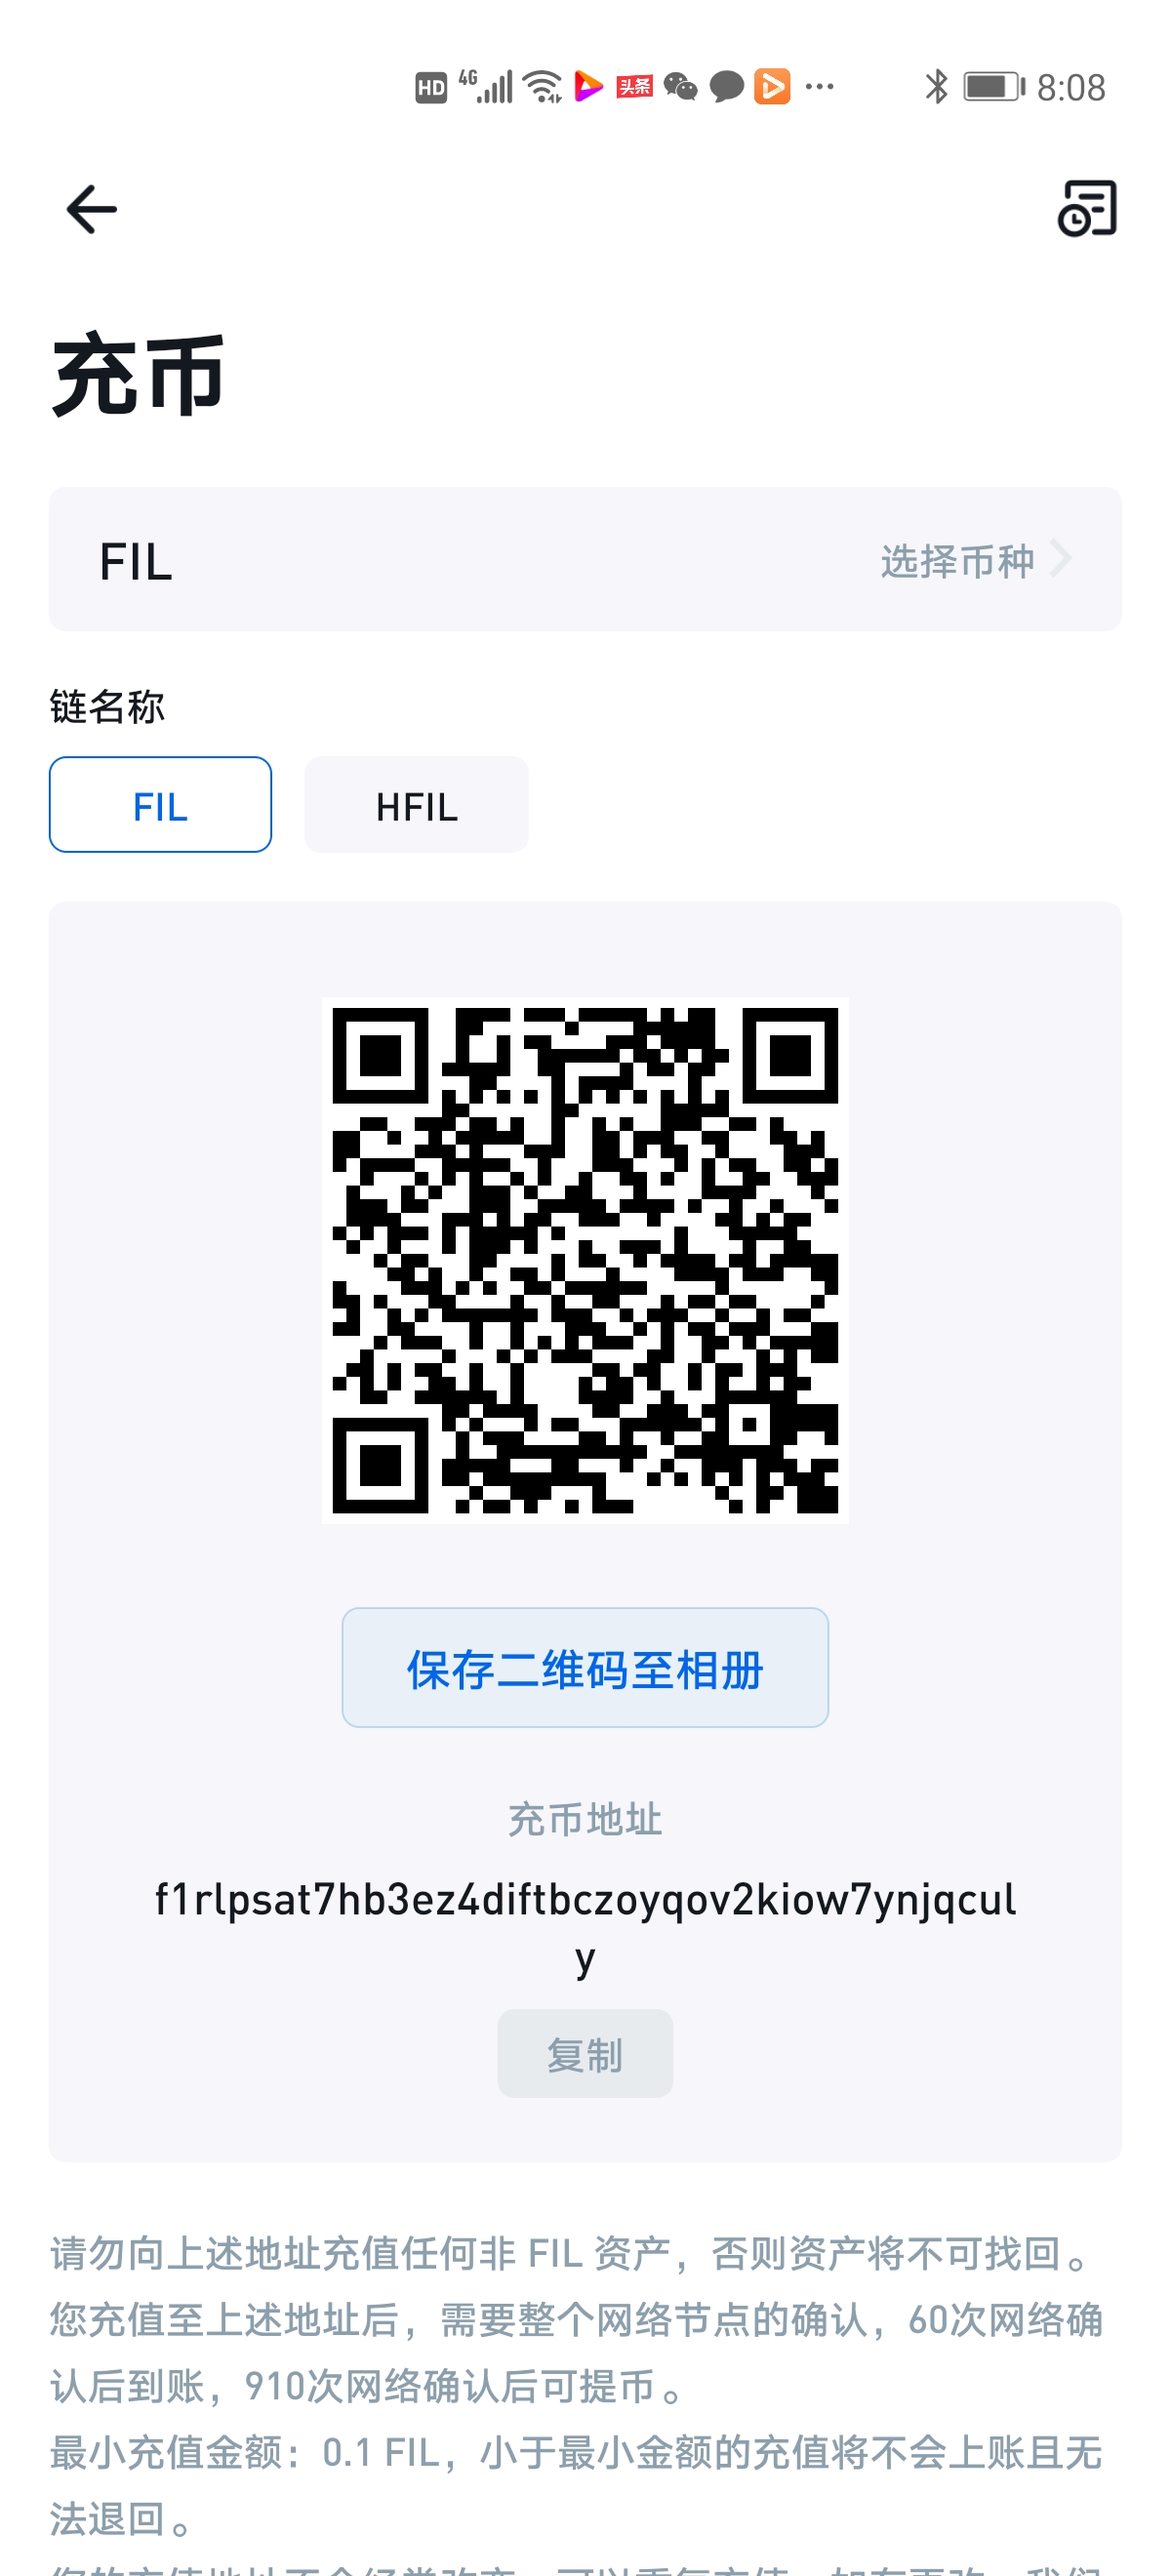 HD 4G 头条 8:08
充币
FIL 选择币种
链名称
FIL HFIL
保存二维码至相册
充币地址
f1rlpsat7hb3ez4diftbczoyqov2kiow7ynjqcul
y
复制
请勿向上述地址充值任何非 FIL 资产，否则资产将不可找回。
您充值至上述地址后，需要整个网络节点的确认，60次网络确
认后到账，910次网络确认后可提币。
最小充值金额：0.1 FIL，小于最小金额的充值将不会上账且无
法退回。